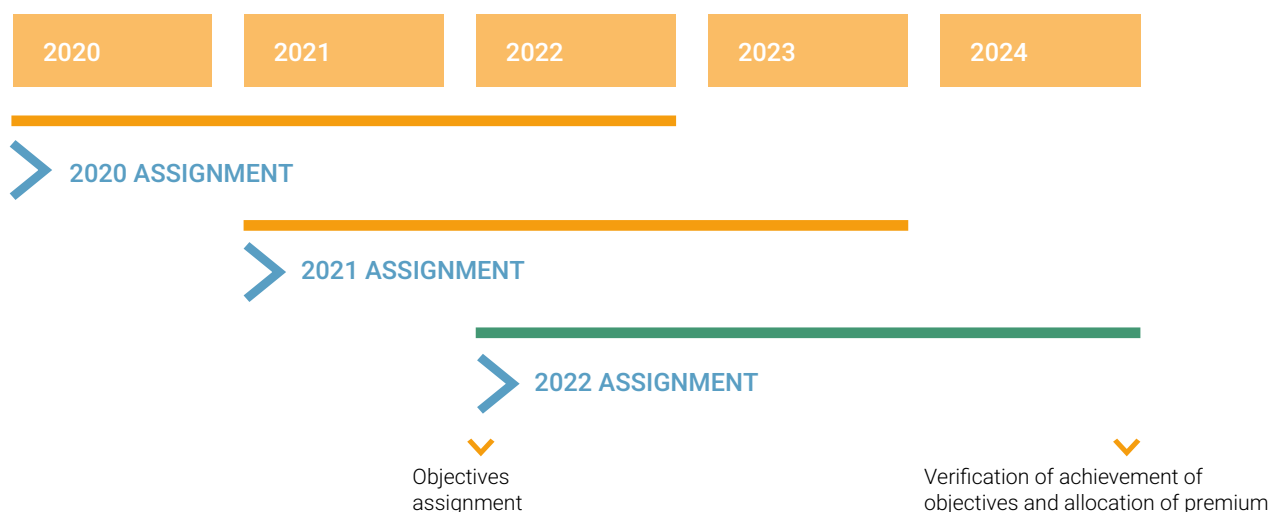 2020
2021
2022
2023
2024
2020 ASSIGNMENT
2021 ASSIGNMENT
2022 ASSIGNMENT
Objectives
assignment
Verification of achievement of
objectives and allocation of premium